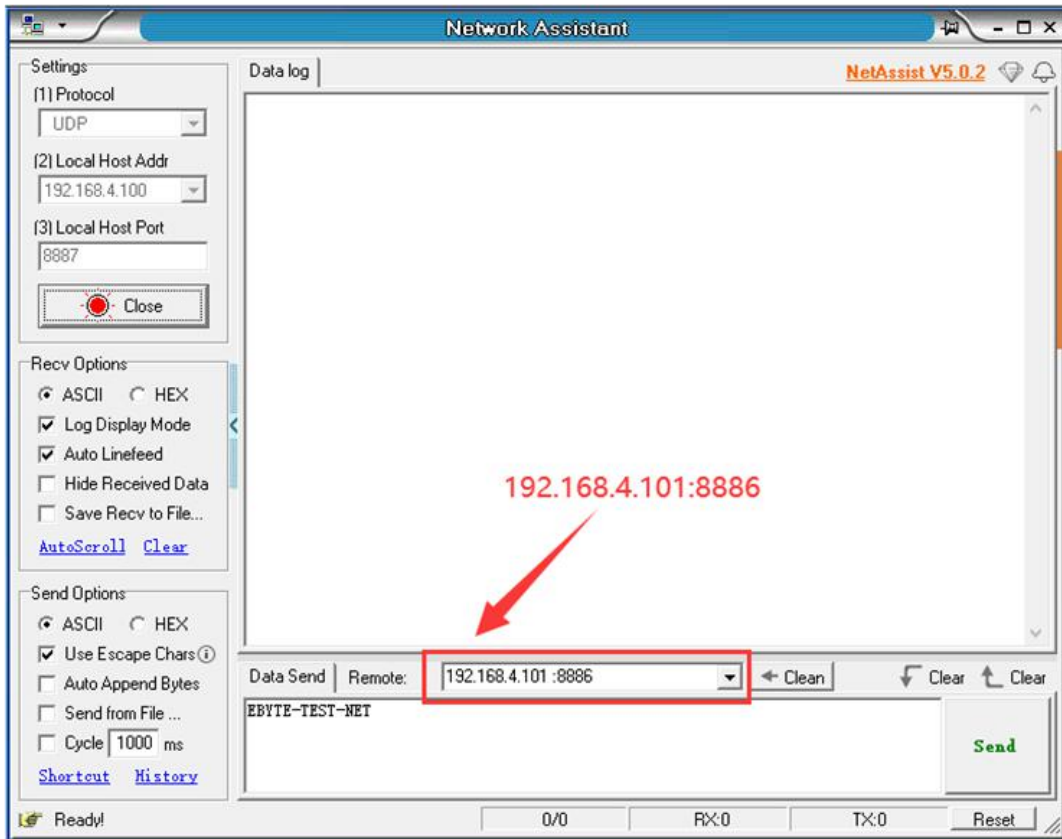 Network Assistant
Settings
(1) Protocol
UDP
(2) Local Host Addr
192.168.4.100
(3) Local Host Port
8887
Close
Recv Options
ASCII HEX
Log Display Mode
Auto Linefeed
Hide Received Data
Save Recv to File...
AutoScroll Clear
Send Options
ASCII HEX
Use Escape Chars
Auto Append Bytes
Send from File ...
Cycle 1000 ms
Shortcut History
Data log
NetAssist V5.0.2
192.168.4.101:8886
Data Send Remote: 192.168.4.101 :8886 Clean Clear Clear
EBYTE-TEST-NET
Send
Ready! 0/0 RX:0 TX:0 Reset